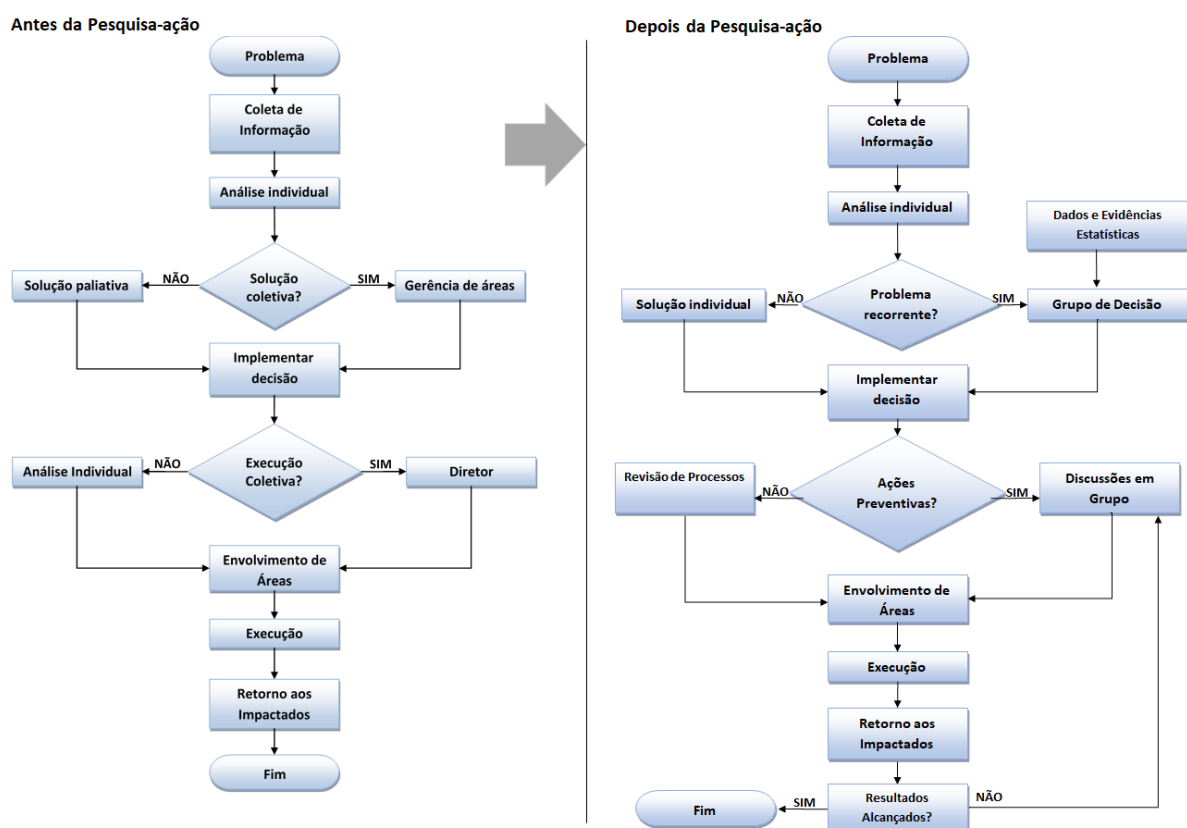 Antes da Pesquisa-ação
Problema
Coleta de
Informação
Análise individual
Solução
coletiva?
NÃO
SIM
Solução paliativa
Gerência de áreas
Implementar
decisão
Execução
Coletiva?
NÃO
SIM
Análise Individual
Diretor
Envolvimento de
Áreas
Execução
Retorno aos
Impactados
Fim
Depois da Pesquisa-ação
Problema
Coleta de
Informação
Análise individual
Dados e Evidências
Estatísticas
Problema
recorrente?
NÃO
SIM
Solução individual
Grupo de Decisão
Implementar
decisão
Ações
Preventivas?
NÃO
SIM
Revisão de Processos
Discussões em
Grupo
Envolvimento de
Áreas
Execução
Retorno aos
Impactados
Resultados
Alcançados?
SIM
NÃO
Fim